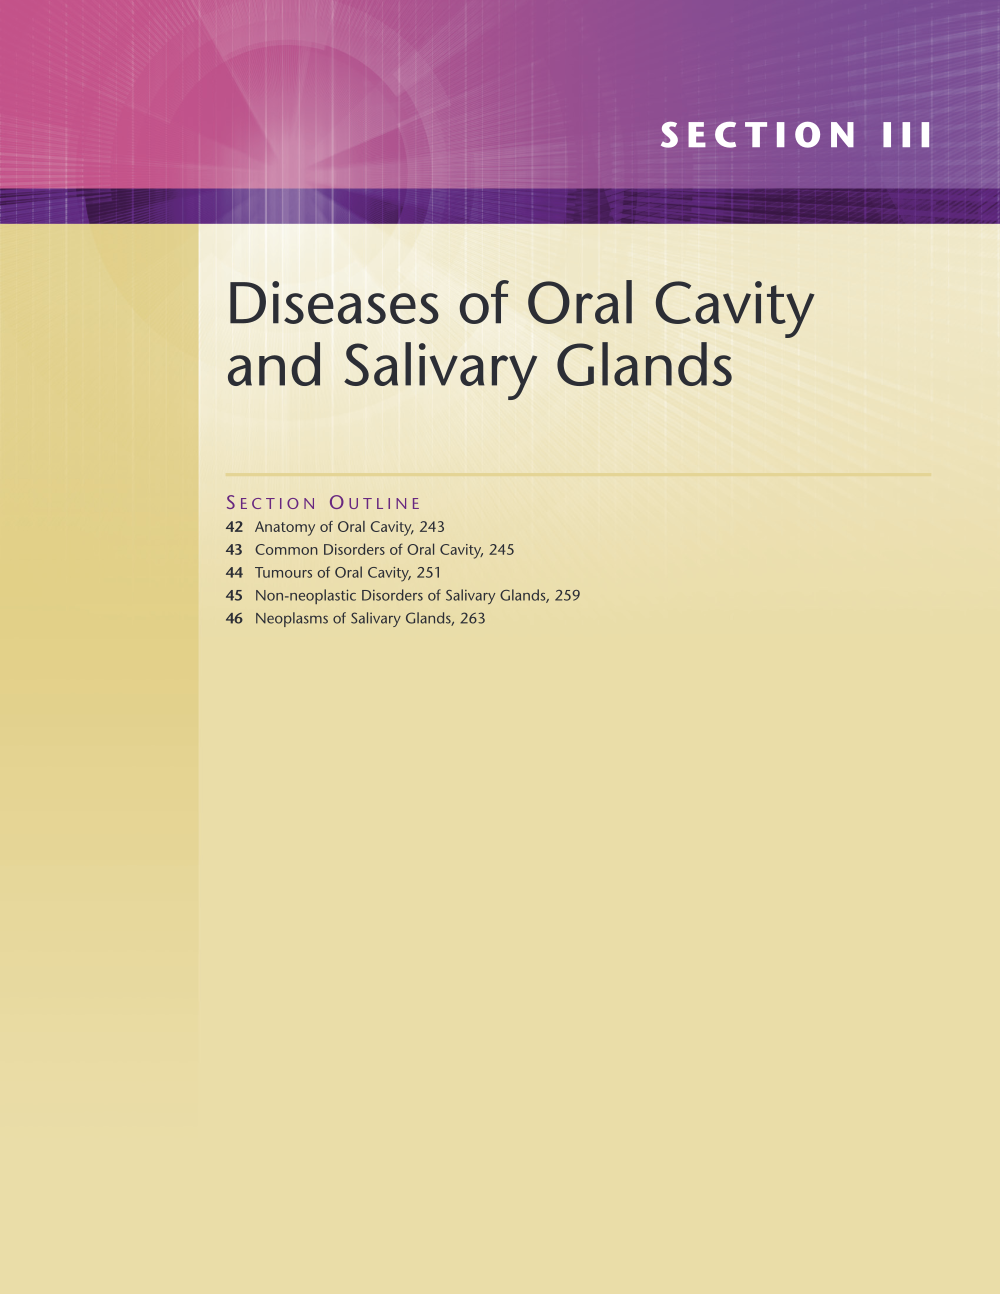 SECTION III
Diseases of Oral Cavity
and Salivary Glands
SECTION OUTLINE
42 Anatomy of Oral Cavity, 243
43 Common Disorders of Oral Cavity, 245
44 Tumours of Oral Cavity, 251
45 Non-neoplastic Disorders of Salivary Glands, 259
46 Neoplasms of Salivary Glands, 263